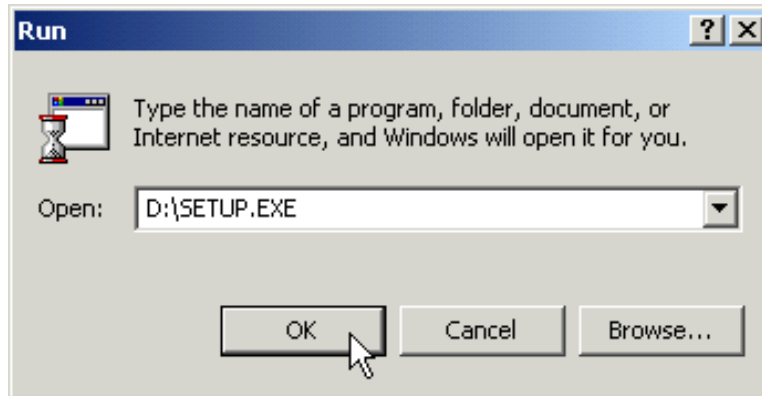 Run
Type the name of a program, folder, document, or
Internet resource, and Windows will open it for you.
Open: D:\SETUP.EXE
OK Cancel Browse...